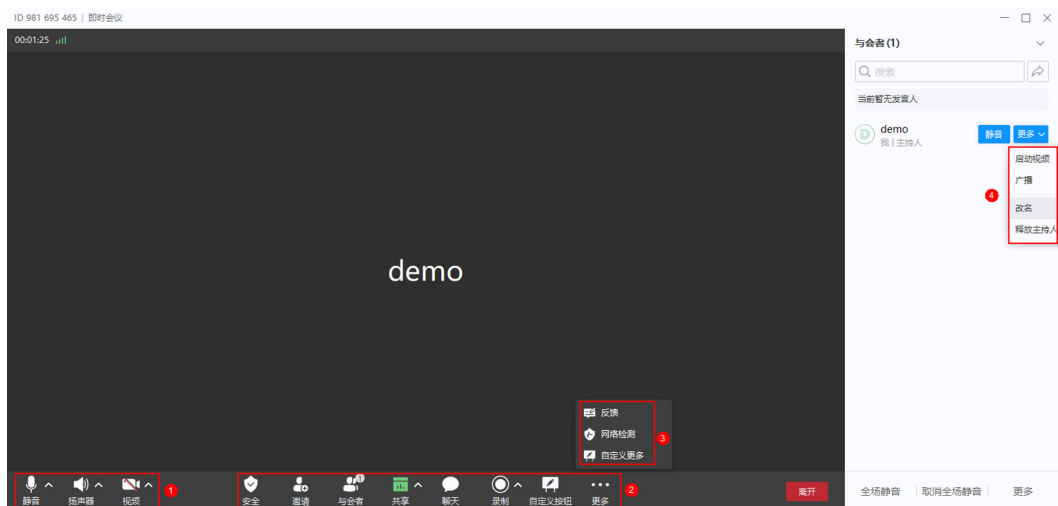 ID 981 695 465 | 即时会议
00:01:25
与会者(1)
搜索
当前暂无发言人
D
demo
静音
更多
我 | 主持人
启动视频
广播
4
改名
释放主持人
demo
反馈
网络检测
3
自定义更多
静音
扬声器
视频
1
安全
邀请
1
与会者
共享
聊天
录制
自定义按钮
更多
2
离开
全场静音 | 取消全场静音 | 更多